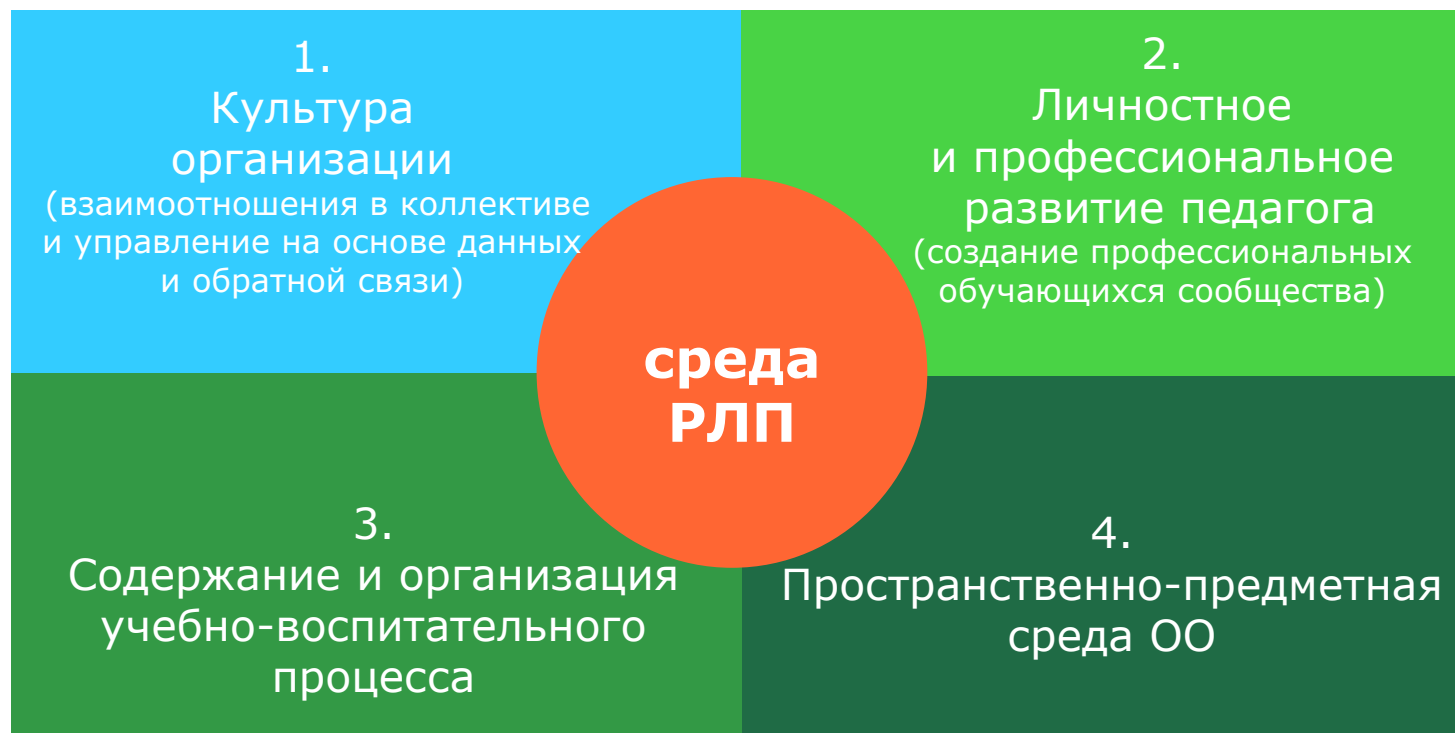 1.
Культура
организации
(взаимоотношения в коллективе
и управление на основе данных
и обратной связи)
2.
Личностное
и профессиональное
развитие педагога
(создание профессиональных
обучающихся сообщества)
среда
РЛП
3.
Содержание и организация
учебно-воспитательного
процесса
4.
Пространственно-предметная
среда ОО